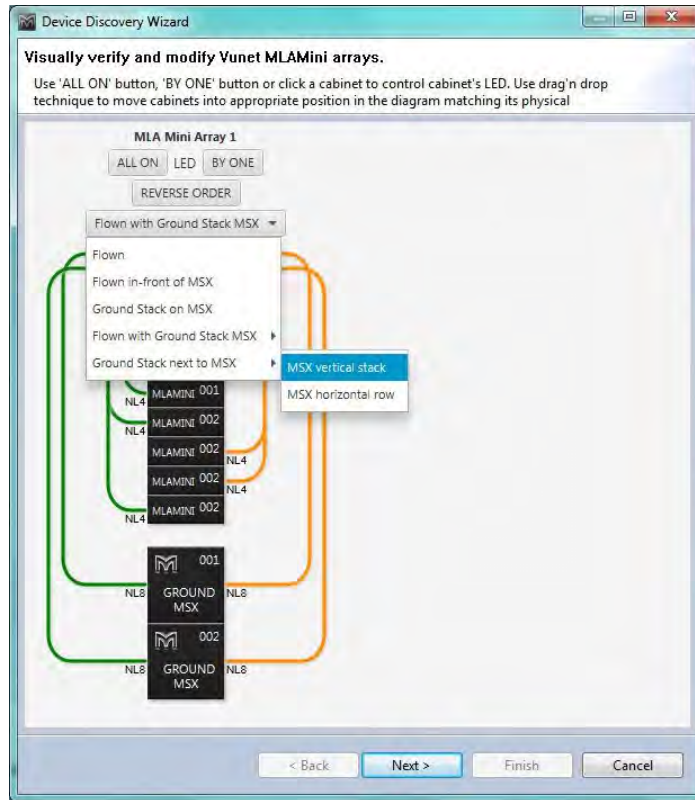 Device Discovery Wizard
Visually verify and modify Vunet MLAMini arrays.
Use 'ALL ON' button, 'BY ONE' button or click a cabinet to control cabinet's LED. Use drag'n drop
technique to move cabinets into appropriate position in the diagram matching its physical
MLA Mini Array 1
ALL ON LED BY ONE
REVERSE ORDER
Flown with Ground Stack MSX
Flown
Flown in-front of MSX
Ground Stack on MSX
Flown with Ground Stack MSX
Ground Stack next to MSX
MSX vertical stack
MSX horizontal row
NL4 MLAMINI 001
NL4 MLAMINI 002
MLAMINI 002 NL4
MLAMINI 002 NL4
NL4 MLAMINI 002
001
NL8 GROUND NL8
MSX
002
NL8 GROUND NL8
MSX
< Back Next > Finish Cancel